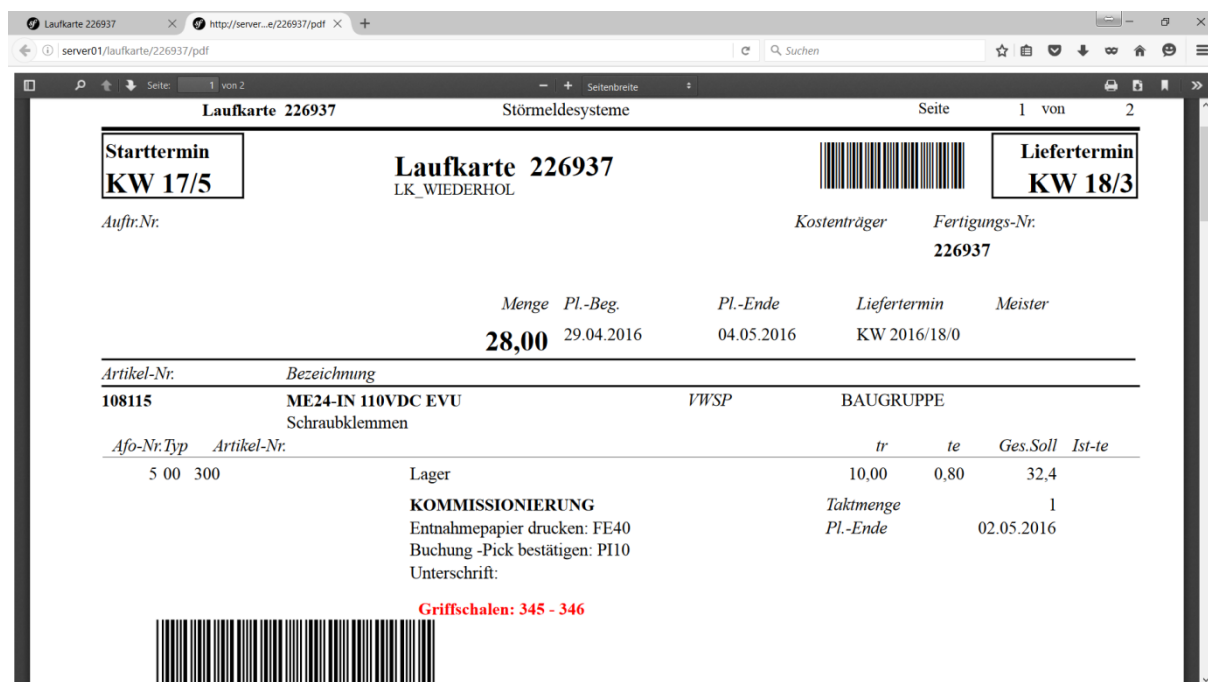 Laufkarte 226937
http://server...e/226937/pdf
server01/laufkarte/226937/pdf
Suchen
Seite: 1 von 2
Seitenbreite
Laufkarte 226937 Störmeldesysteme Seite 1 von 2
Starttermin
KW 17/5
Laufkarte 226937
LK_WIEDERHOL
Liefertermin
KW 18/3
Auftr.Nr. Kostenträger Fertigungs-Nr.
226937
Menge Pl.-Beg. Pl.-Ende Liefertermin Meister
28,00 29.04.2016 04.05.2016 KW 2016/18/0
Artikel-Nr. Bezeichnung
108115 ME24-IN 110VDC EVU VWSP BAUGRUPPE
Schraubklemmen
Afo-Nr.Typ Artikel-Nr. tr te Ges.Soll Ist-te
5 00 300 Lager 10,00 0,80 32,4
KOMMISSIONIERUNG Taktmenge 1
Entnahmepapier drucken: FE40 Pl.-Ende 02.05.2016
Buchung -Pick bestätigen: PI10
Unterschrift:
Griffschalen: 345 - 346